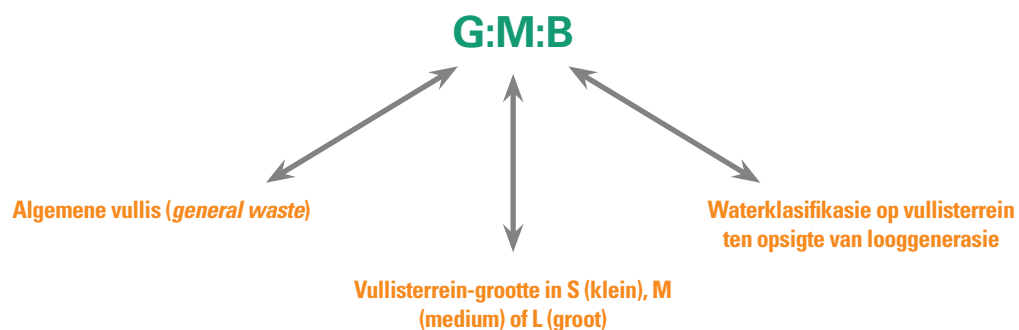 G:M:B
Algemene vullis (general waste)
Waterklasifikasie op vullisterrein
ten opsigte van looggenerasie
Vullisterrein-grootte in S (klein), M
(medium) of L (groot)